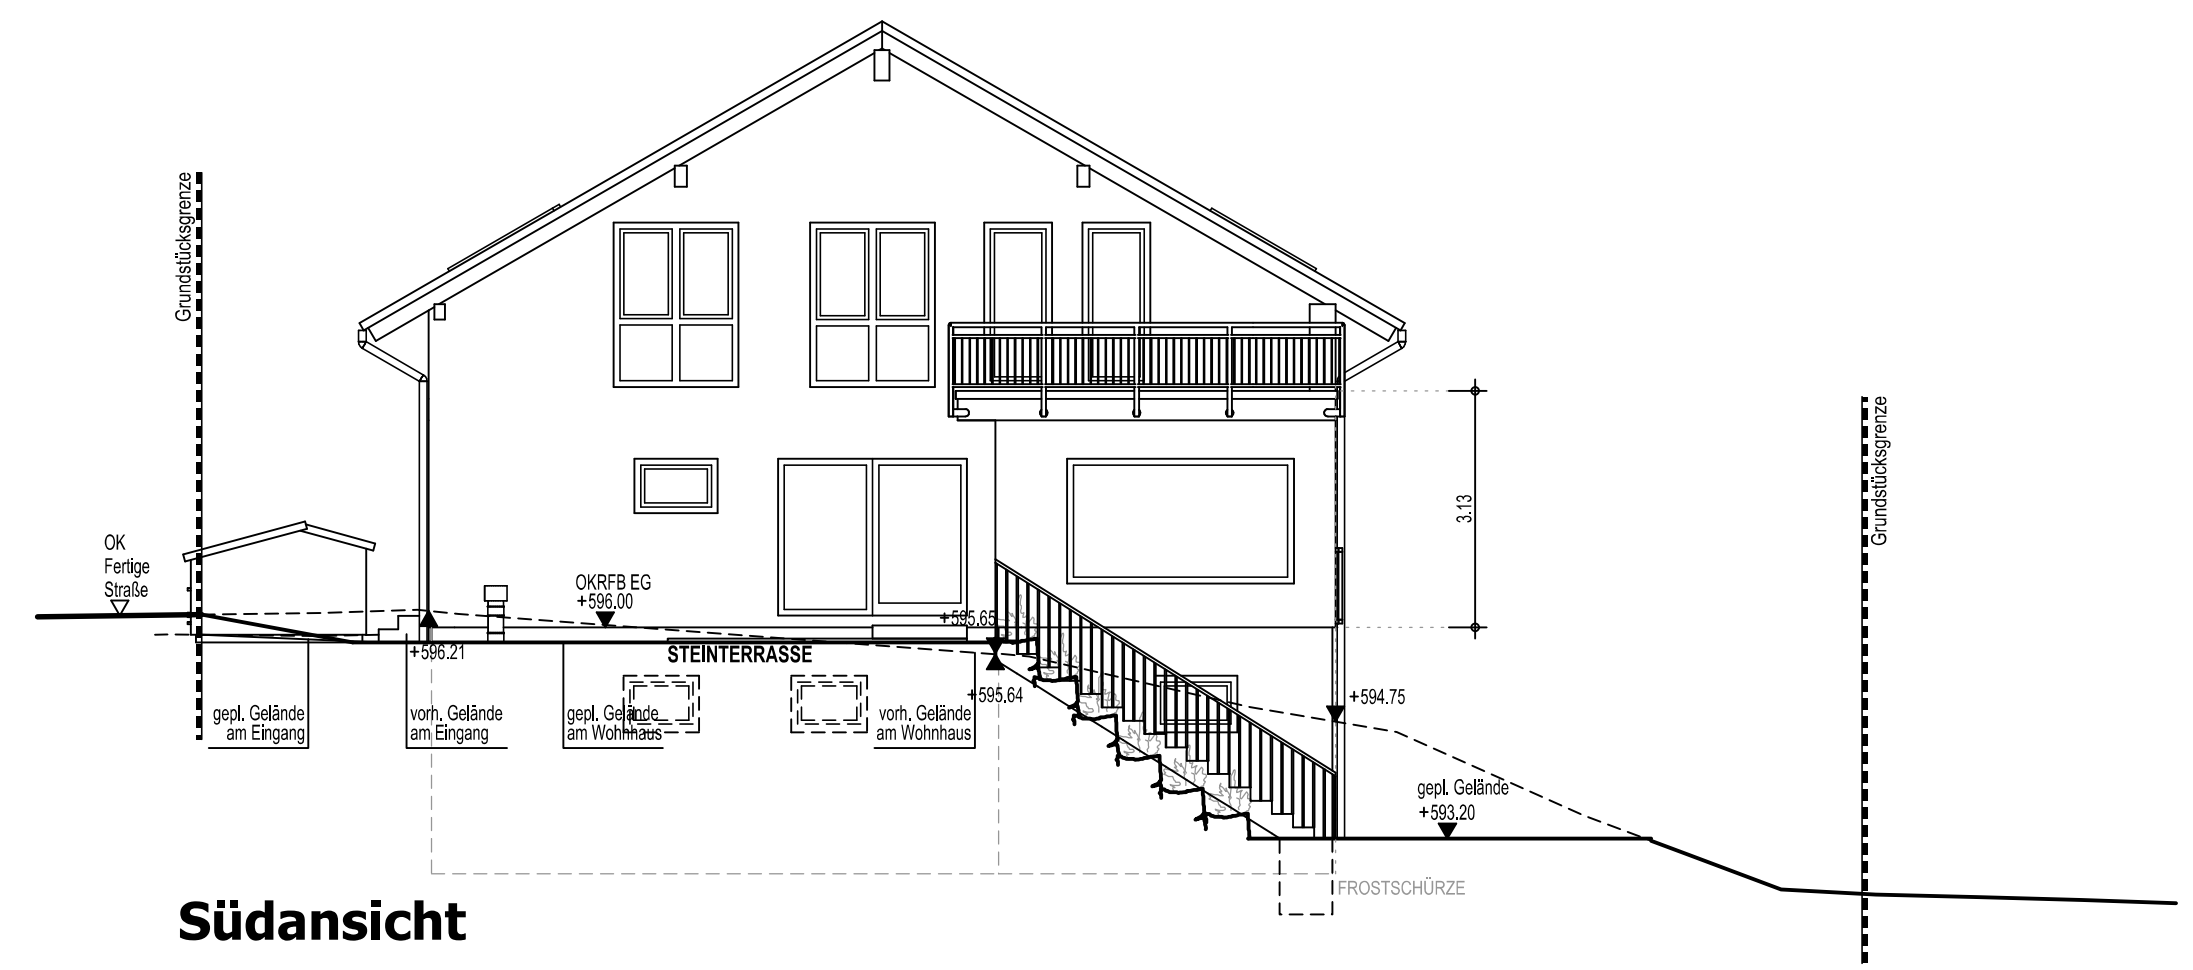 Grundstücksgrenze
Grundstücksgrenze
3.13
OK
Fertige
Straße
OKRFB EG
+596.00
+595.65
+596.21
STEINTERRASSE
+595.64
+594.75
gepl. Gelände
am Eingang
vorh. Gelände
am Eingang
gepl. Gelände
am Wohnhaus
vorh. Gelände
am Wohnhaus
gepl. Gelände
+593.20
FROSTSCHÜRZE
Südansicht